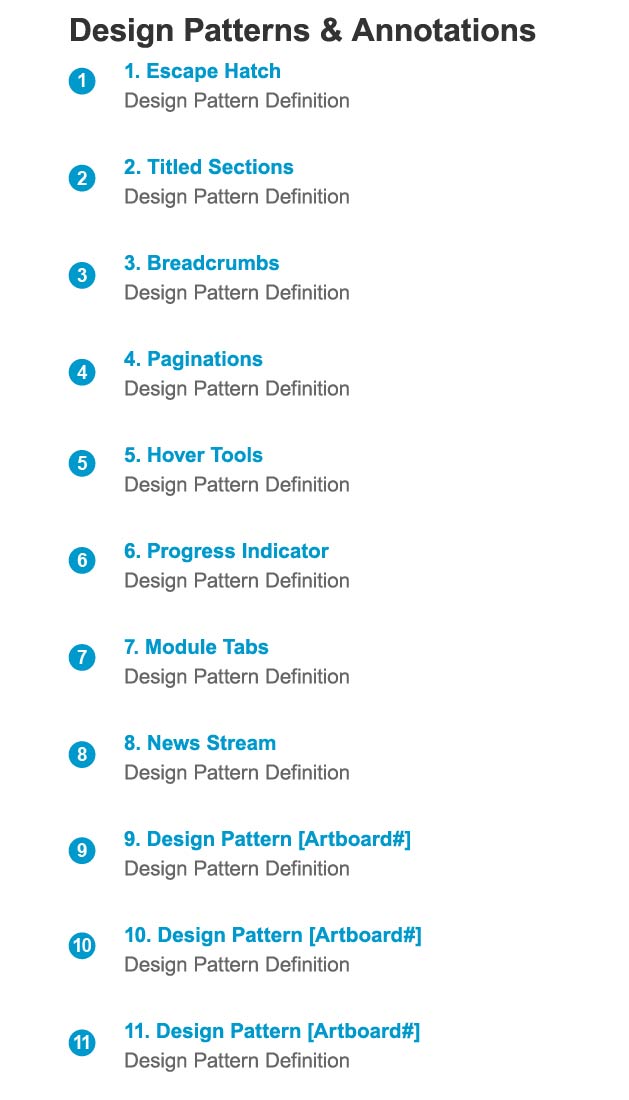 Design Patterns & Annotations
1
1. Escape Hatch
Design Pattern Definition
2
2. Titled Sections
Design Pattern Definition
3
3. Breadcrumbs
Design Pattern Definition
4
4. Paginations
Design Pattern Definition
5
5. Hover Tools
Design Pattern Definition
6
6. Progress Indicator
Design Pattern Definition
7
7. Module Tabs
Design Pattern Definition
8
8. News Stream
Design Pattern Definition
9
9. Design Pattern [Artboard#]
Design Pattern Definition
10
10. Design Pattern [Artboard#]
Design Pattern Definition
11
11. Design Pattern [Artboard#]
Design Pattern Definition